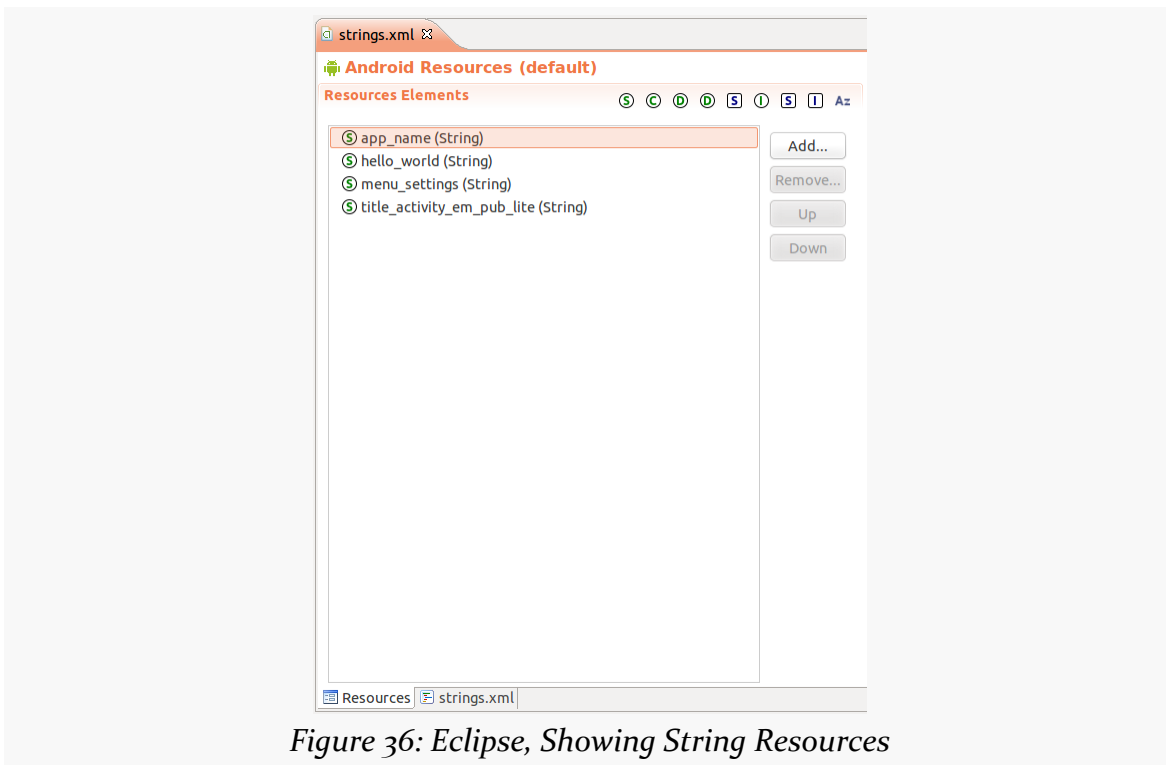 strings.xml
Android Resources (default)
Resources Elements
S C D D S I S I Az
S app_name (String)
S hello_world (String)
S menu_settings (String)
S title_activity_em_pub_lite (String)
Add...
Remove...
Up
Down
Resources strings.xml
Figure 36: Eclipse, Showing String Resources